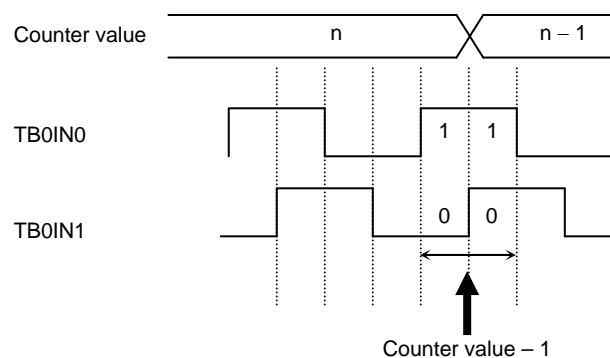 Counter value n n – 1
TB0IN0 1 1
TB0IN1 0 0
Counter value – 1